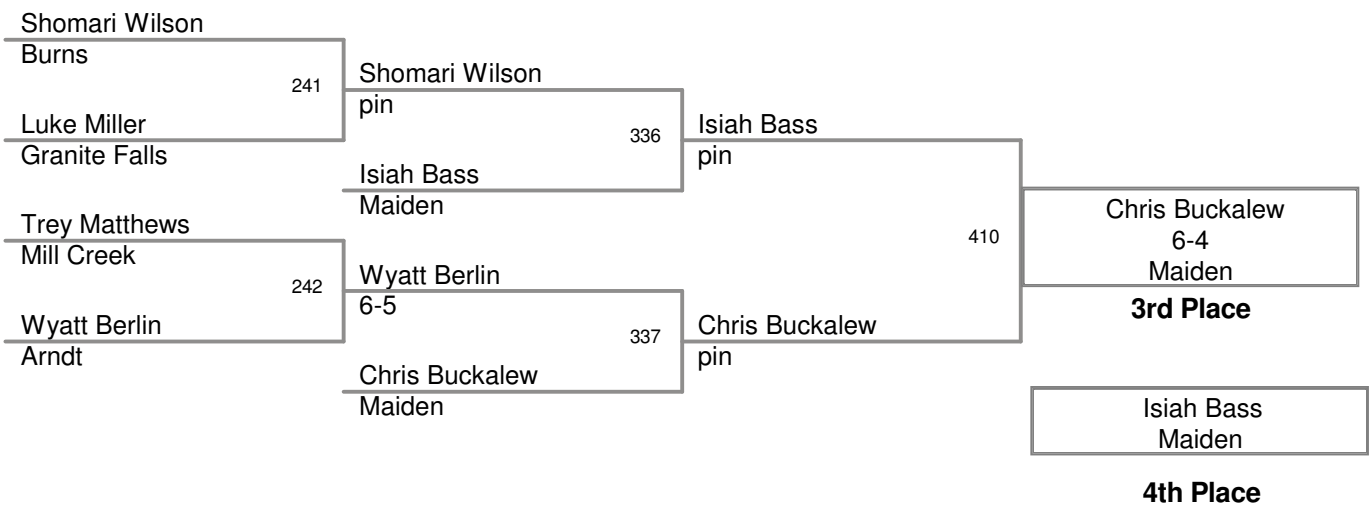 Shomari Wilson
Burns
241
Luke Miller
Granite Falls
Trey Matthews
Mill Creek
242
Wyatt Berlin
Arndt
Shomari Wilson
pin
336
Isiah Bass
Maiden
Wyatt Berlin
6-5
337
Chris Buckalew
Maiden
Isiah Bass
pin
410
Chris Buckalew
pin
Chris Buckalew
6-4
Maiden
3rd Place
Isiah Bass
Maiden
4th Place